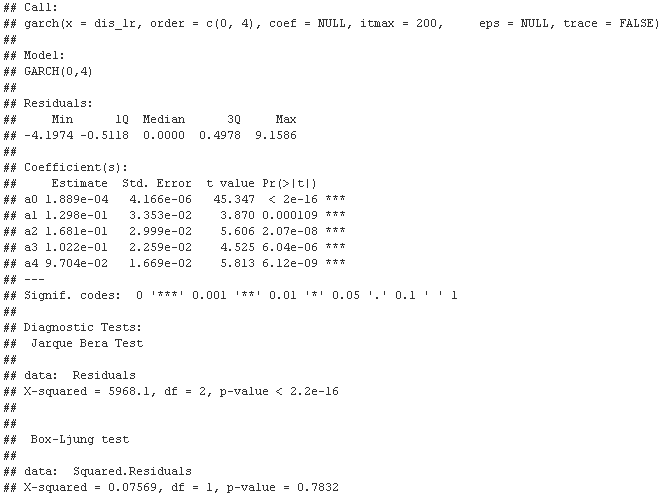 ## Call:
## garch(x = dis_lr, order = c(0, 4), coef = NULL, itmax = 200,     eps = NULL, trace = FALSE)
##
## Model:
## GARCH(0,4)
##
## Residuals:
##     Min      1Q  Median      3Q     Max
## -4.1974 -0.5118  0.0000  0.4978  9.1586
##
## Coefficient(s):
##     Estimate  Std. Error  t value Pr(>|t|)
## a0 1.889e-04   4.166e-06   45.347  < 2e-16 ***
## a1 1.298e-01   3.353e-02    3.870 0.000109 ***
## a2 1.681e-01   2.999e-02    5.606 2.07e-08 ***
## a3 1.022e-01   2.259e-02    4.525 6.04e-06 ***
## a4 9.704e-02   1.669e-02    5.813 6.12e-09 ***
## ---
## Signif. codes:  0 '***' 0.001 '**' 0.01 '*' 0.05 '.' 0.1 ' ' 1
##
## Diagnostic Tests:
##  Jarque Bera Test
##
## data:  Residuals
## X-squared = 5968.1, df = 2, p-value < 2.2e-16
##
##
##  Box-Ljung test
##
## data:  Squared.Residuals
## X-squared = 0.07569, df = 1, p-value = 0.7832